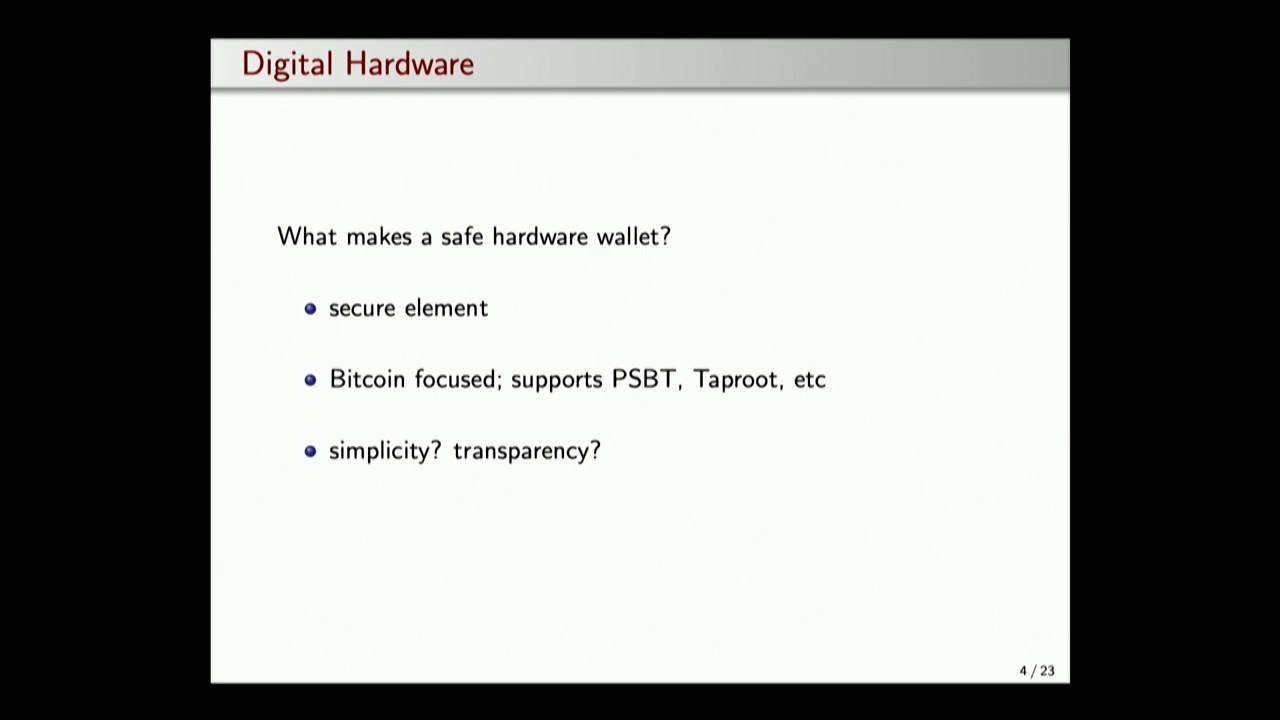 Digital Hardware
What makes a safe hardware wallet?
secure element
Bitcoin focused; supports PSBT, Taproot, etc
simplicity? transparency?
4 / 23